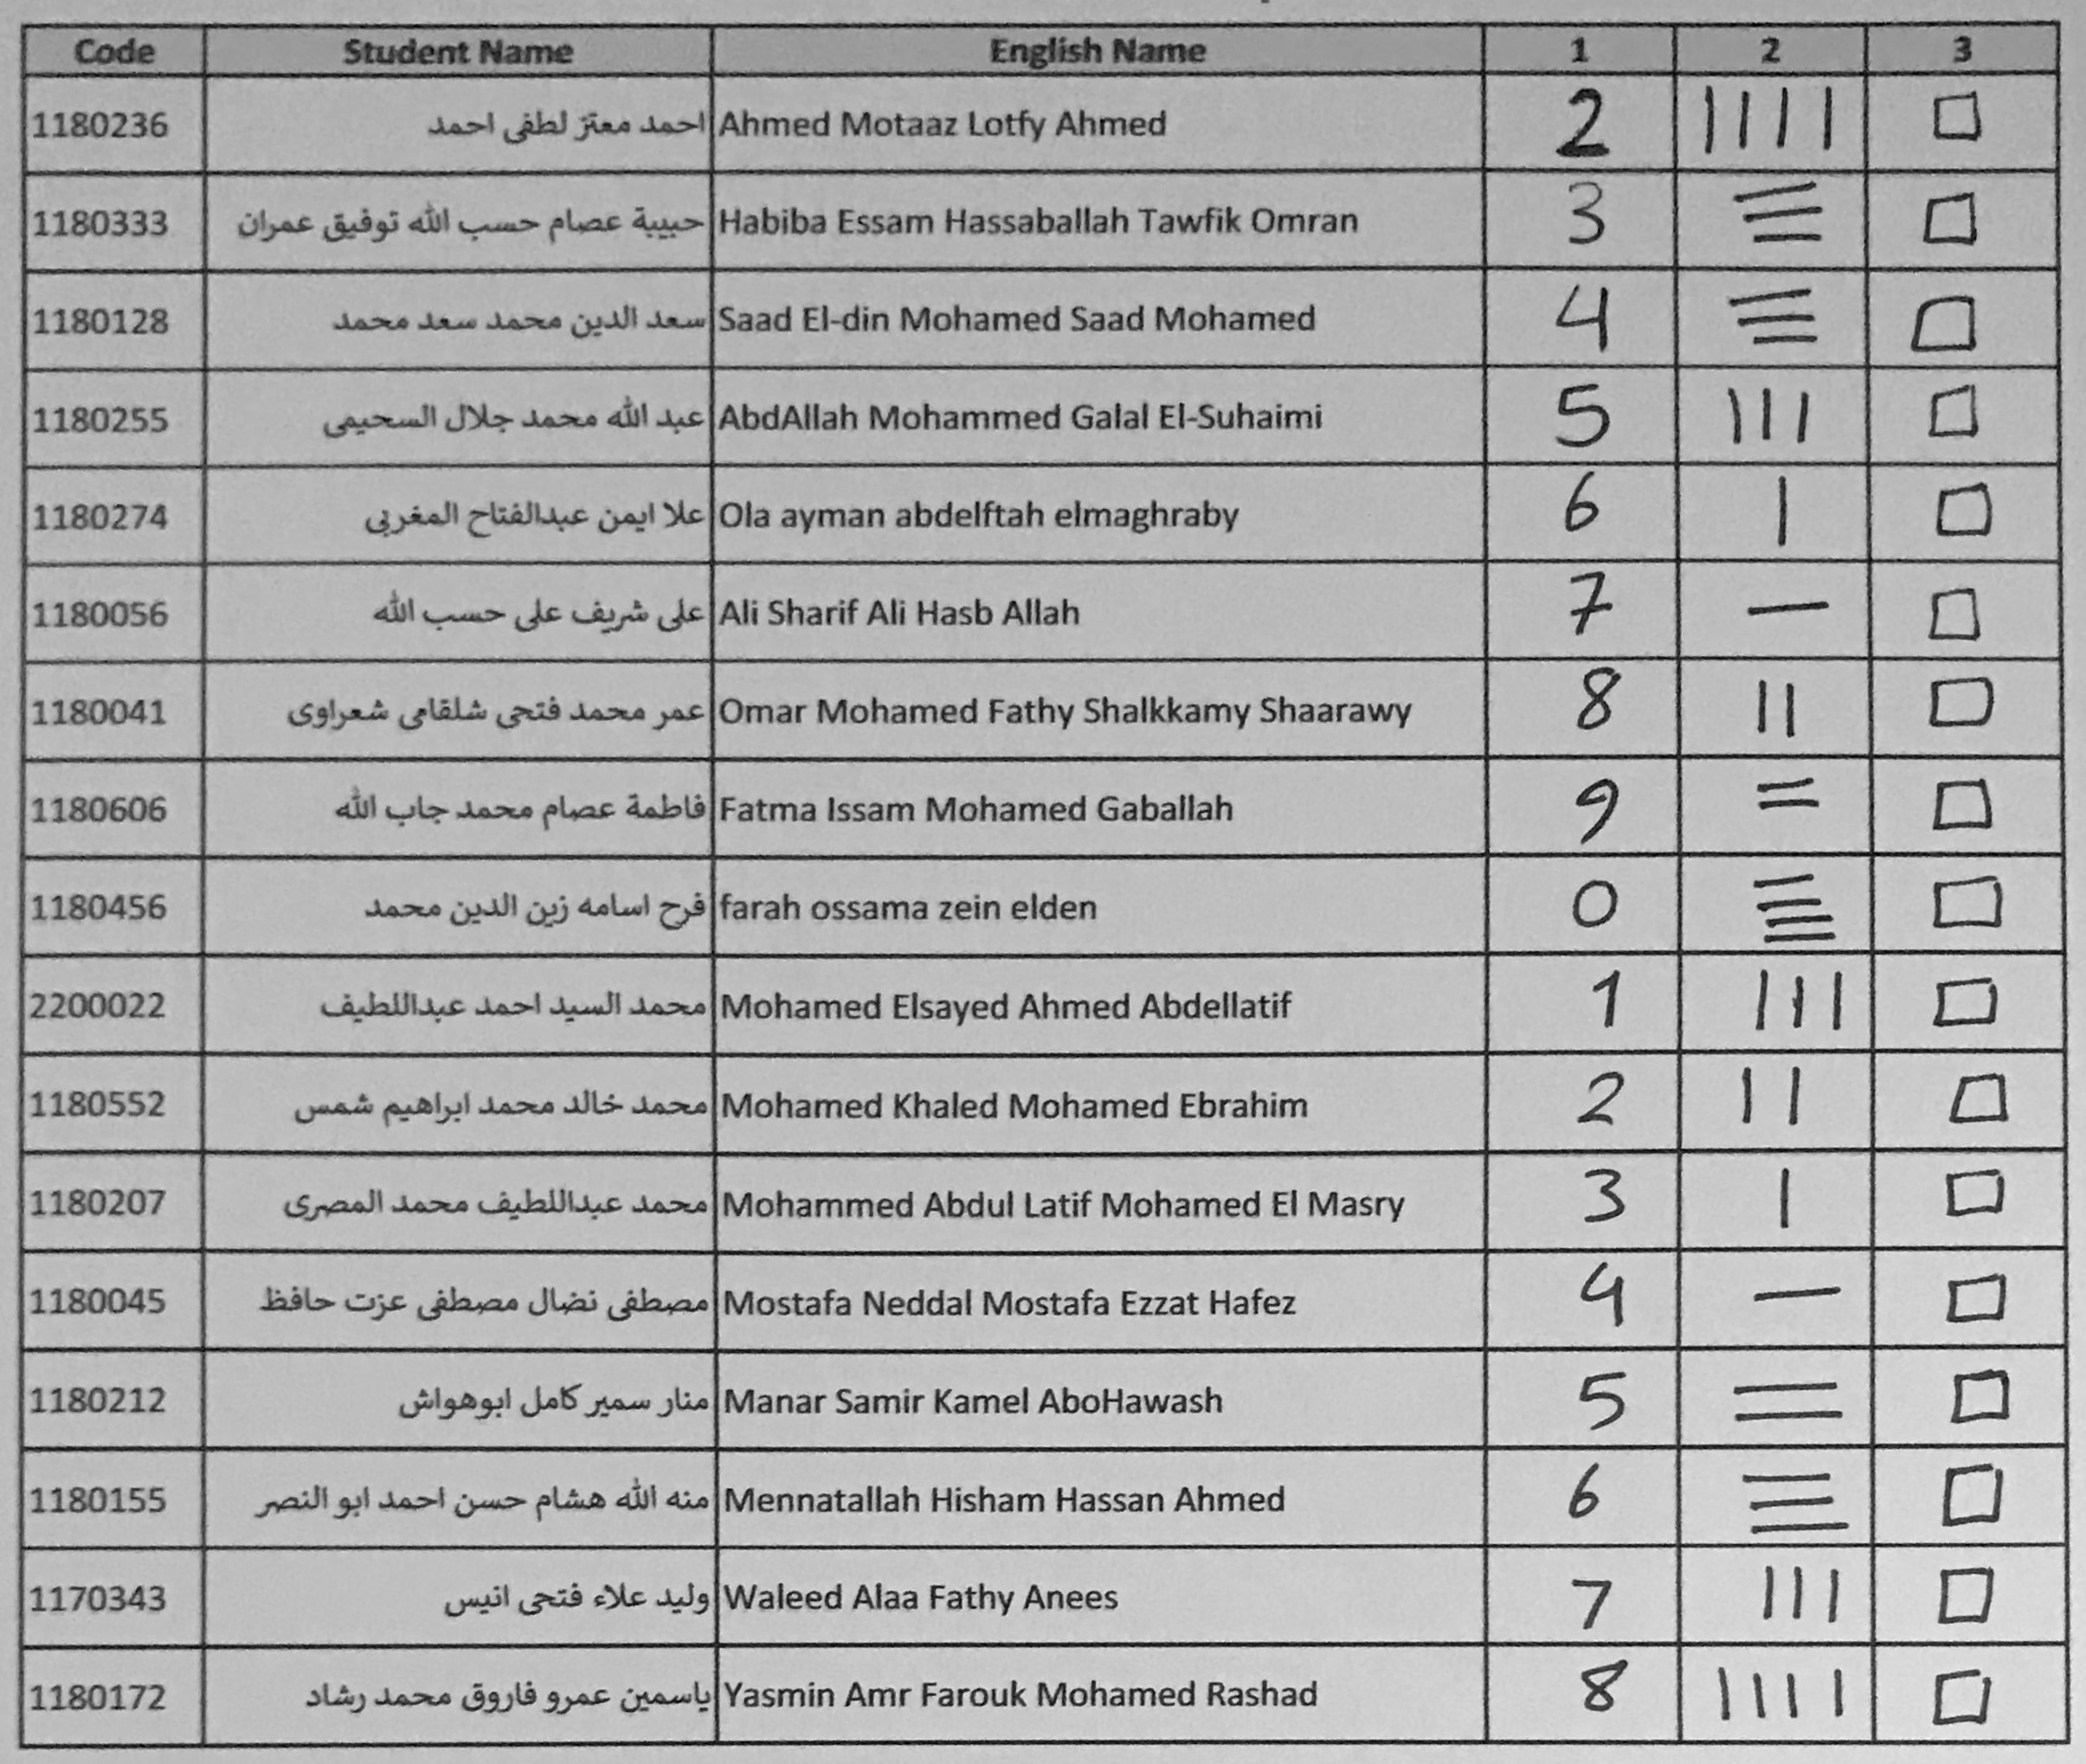 Code Student Name English Name 1 2 3
1180236 احمد معتز لطفى احمد Ahmed Motaaz Lotfy Ahmed 2 |||| □
1180333 حبيبة عصام حسب الله توفيق عمران Habiba Essam Hassaballah Tawfik Omran 3 ☰ □
1180128 سعد الدين محمد سعد محمد Saad El-din Mohamed Saad Mohamed 4 ☰ □
1180255 عبد الله محمد جلال السحيمى AbdAllah Mohammed Galal El-Suhaimi 5 ||| □
1180274 علا ايمن عبدالفتاح المغربى Ola ayman abdelftah elmaghraby 6 | □
1180056 على شريف على حسب الله Ali Sharif Ali Hasb Allah 7 — □
1180041 عمر محمد فتحى شلقامى شعراوى Omar Mohamed Fathy Shalkkamy Shaarawy 8 || □
1180606 فاطمة عصام محمد جاب الله Fatma Issam Mohamed Gaballah 9 = □
1180456 فرح اسامه زين الدين محمد farah ossama zein elden 0 ≣ □
2200022 محمد السيد احمد عبداللطيف Mohamed Elsayed Ahmed Abdellatif 1 ||| □
1180552 محمد خالد محمد ابراهيم شمس Mohamed Khaled Mohamed Ebrahim 2 || □
1180207 محمد عبداللطيف محمد المصرى Mohammed Abdul Latif Mohamed El Masry 3 | □
1180045 مصطفى نضال مصطفى عزت حافظ Mostafa Neddal Mostafa Ezzat Hafez 4 — □
1180212 منار سمير كامل ابوهواش Manar Samir Kamel AboHawash 5 = □
1180155 منه الله هشام حسن احمد ابو النصر Mennatallah Hisham Hassan Ahmed 6 ☰ □
1170343 وليد علاء فتحى انيس Waleed Alaa Fathy Anees 7 ||| □
1180172 ياسمين عمرو فاروق محمد رشاد Yasmin Amr Farouk Mohamed Rashad 8 |||| □